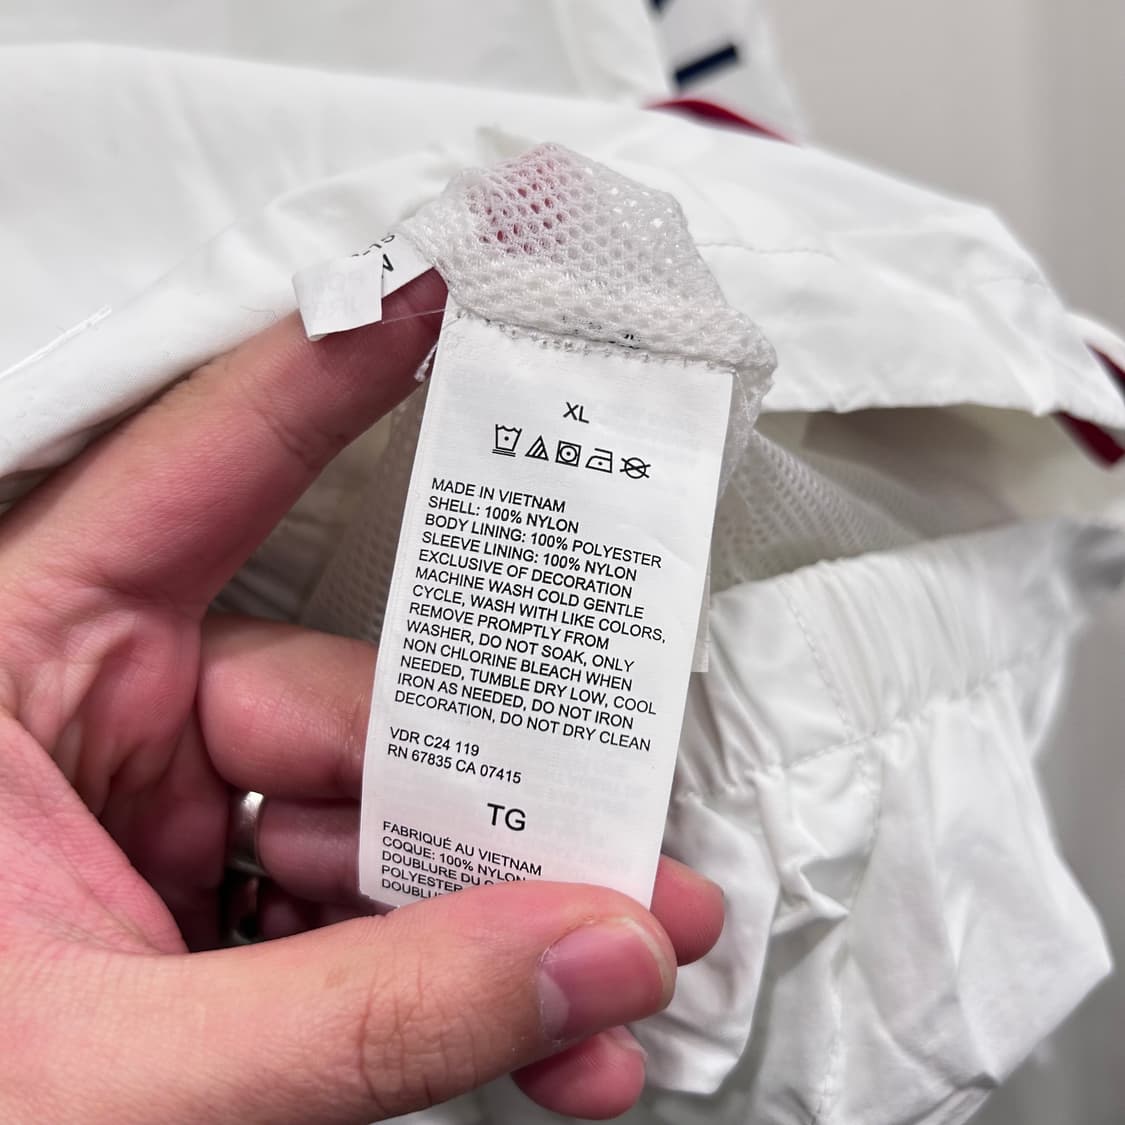 XL
MADE IN VIETNAM
SHELL: 100% NYLON
BODY LINING: 100% POLYESTER
SLEEVE LINING: 100% NYLON
EXCLUSIVE OF DECORATION
MACHINE WASH COLD GENTLE
CYCLE, WASH WITH LIKE COLORS,
REMOVE PROMPTLY FROM
WASHER, DO NOT SOAK, ONLY
NON CHLORINE BLEACH WHEN
NEEDED, TUMBLE DRY LOW, COOL
IRON AS NEEDED, DO NOT IRON
DECORATION, DO NOT DRY CLEAN
VDR C24 119
RN 67835 CA 07415
TG
FABRIQUÉ AU VIETNAM
COQUE: 100% NYLON
DOUBLURE DU
POLYESTER